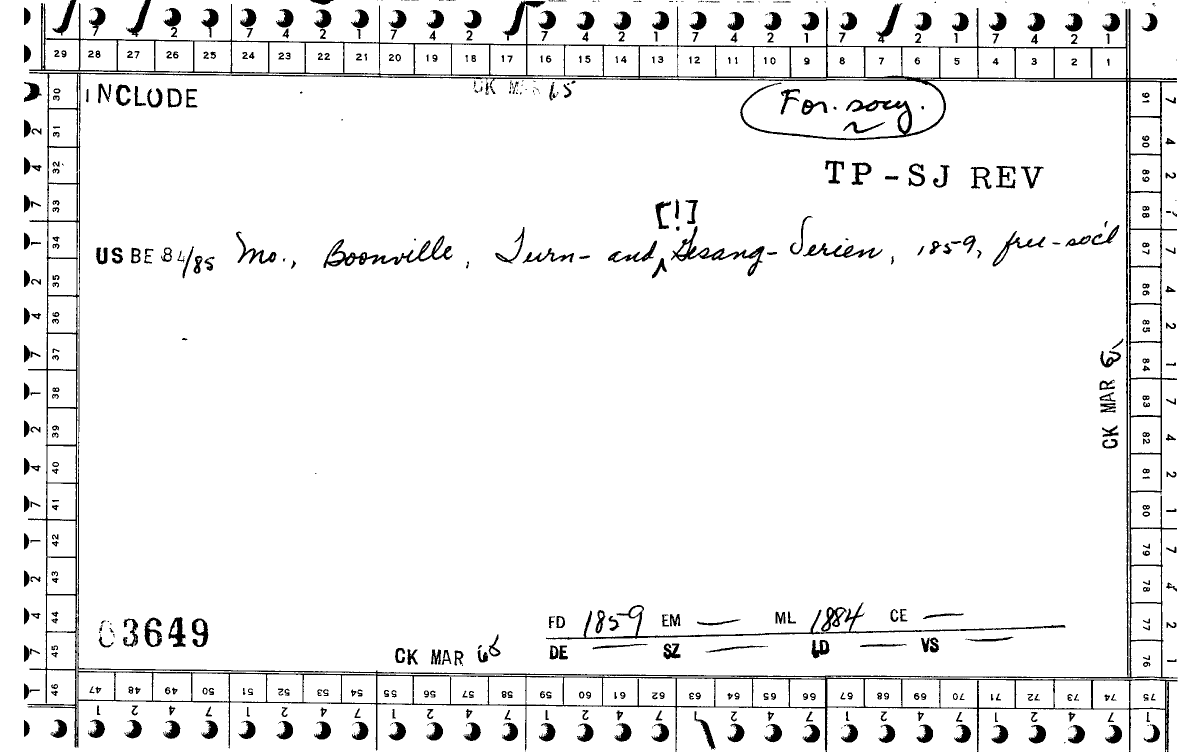 7 4 2 1 7 4 2 1 7 4 2 1 7 4 2 1 7 4 2 1 7 4 2 1 7 4 2 1
29 28 27 26 25 24 23 22 21 20 19 18 17 16 15 14 13 12 11 10 9 8 7 6 5 4 3 2 1
INCLUDE
CK MAR 65
For. socy.
TP-SJ REV
[!]
US BE 84/85 Mo., Boonville, Turn- and Gesang-Verien, 1859, free-soc'l
CK MAR
03649
FD 1859 EM — ML 1884 CE —
DE — SZ — LD — VS —
CK MAR 65
30 31 32 33 34 35 36 37 38 39 40 41 42 43 44 45 46
91 90 89 88 87 86 85 84 83 82 81 80 79 78 77 76 75
47 48 49 50 51 52 53 54 55 56 57 58 59 60 61 62 63 64 65 66 67 68 69 70 71 72 73 74 75
1 2 4 7 1 2 4 7 1 2 4 7 1 2 4 7 1 2 4 7 1 2 4 7 1 2 4 7 1